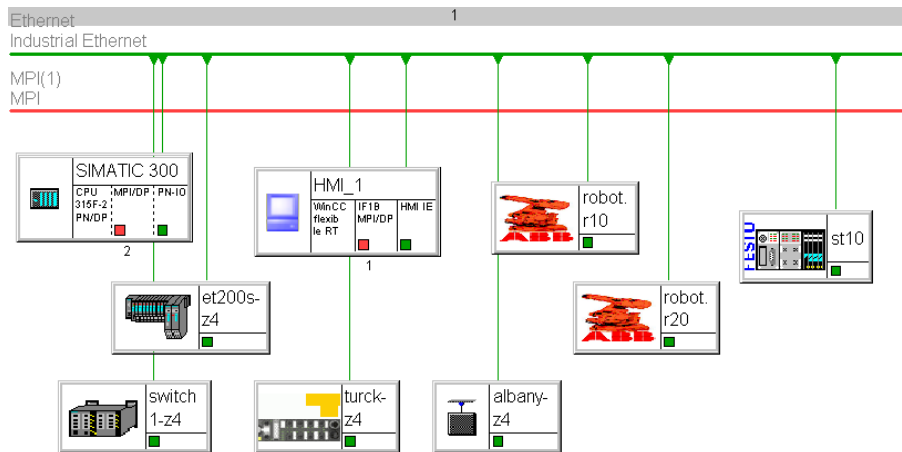 1
Ethernet
Industrial Ethernet
MPI(1)
MPI
SIMATIC 300
CPU
315F-2
PN/DP
MPI/DP
PN-IO
2
HMI_1
WinCC
flexib
le RT
IF1B
MPI/DP
HMI IE
1
ABB
robot.
r10
FESTO
st10
et200s-
z4
ABB
robot.
r20
switch
1-z4
turck-
z4
albany-
z4